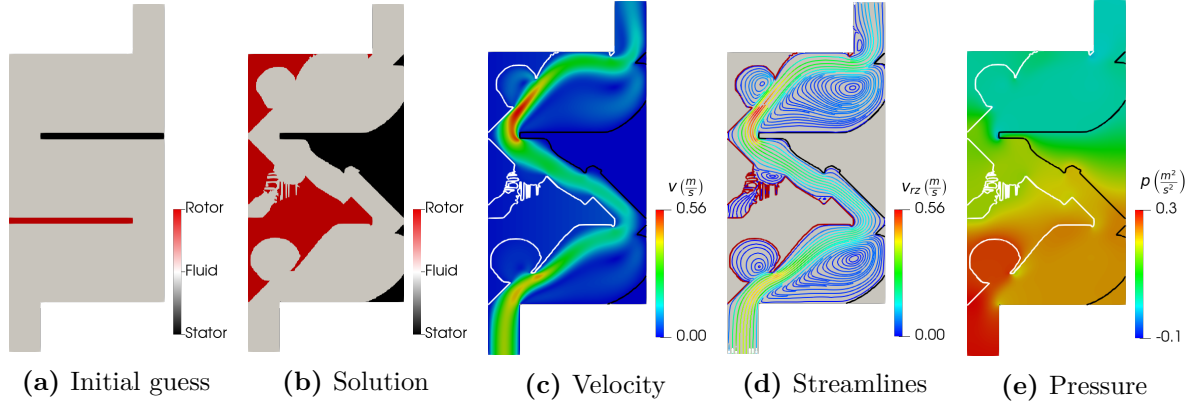 Rotor
Fluid
Stator
Rotor
Fluid
Stator
v (m/s)
0.56
0.00
v_rz (m/s)
0.56
0.00
p (m²/s²)
0.3
-0.1
(a) Initial guess
(b) Solution
(c) Velocity
(d) Streamlines
(e) Pressure